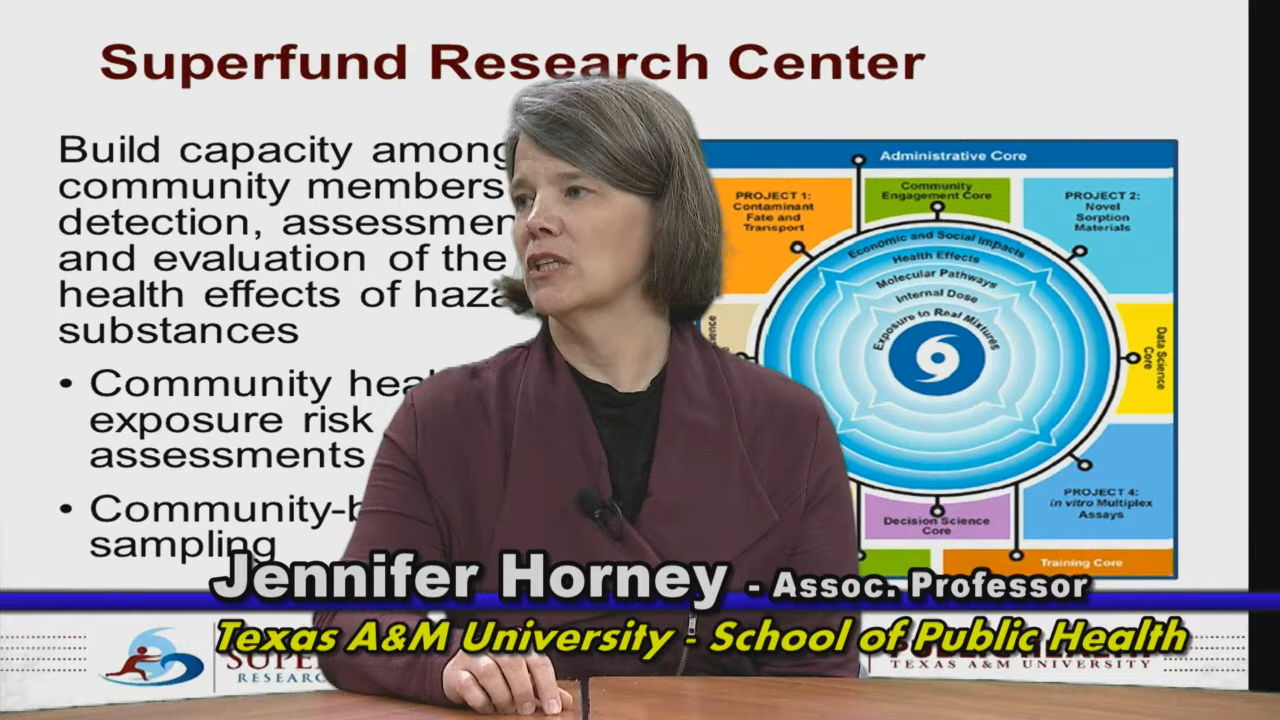 Superfund Research Center
Build capacity among
community members
detection, assessmen
and evaluation of the
health effects of haza
substances
• Community heal
exposure risk
assessments
• Community-b
sampling
Administrative Core
PROJECT 1:
Contaminant
Fate and
Transport
Community
Engagement Core
PROJECT 2:
Novel
Sorption
Materials
Economic and Social Impacts
Health Effects
Molecular Pathways
Internal Dose
Exposure to Real Mixtures
Data Science
Core
PROJECT 4:
in vitro Multiplex
Assays
Decision Science
Core
Training Core
Jennifer Horney - Assoc. Professor
Texas A&M University - School of Public Health
TEXAS A&M UNIVERSITY